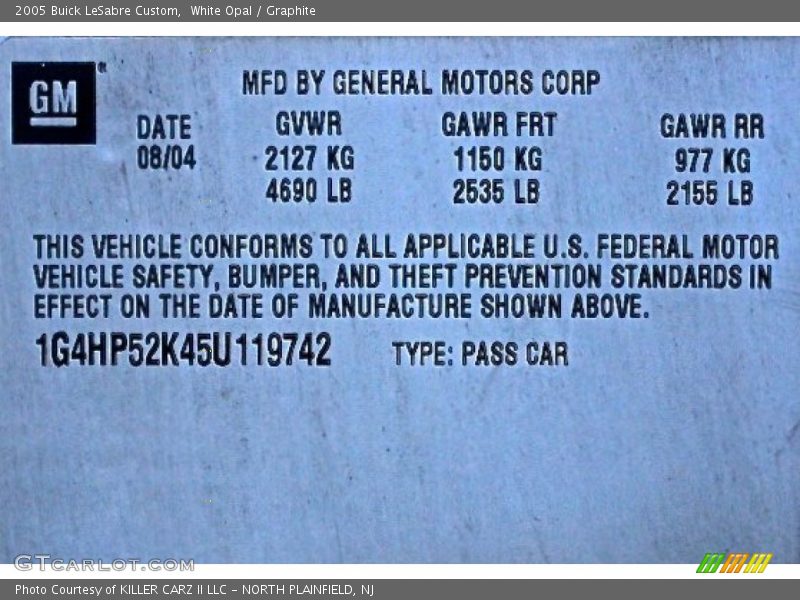 2005 Buick LeSabre Custom,  White Opal / Graphite
GM
MFD BY GENERAL MOTORS CORP
DATE GVWR GAWR FRT GAWR RR
08/04 2127 KG 1150 KG 977 KG
4690 LB 2535 LB 2155 LB
THIS VEHICLE CONFORMS TO ALL APPLICABLE U.S. FEDERAL MOTOR
VEHICLE SAFETY, BUMPER, AND THEFT PREVENTION STANDARDS IN
EFFECT ON THE DATE OF MANUFACTURE SHOWN ABOVE.
1G4HP52K45U119742 TYPE: PASS CAR
GTCARLOT.COM
Photo Courtesy of KILLER CARZ II LLC - NORTH PLAINFIELD, NJ